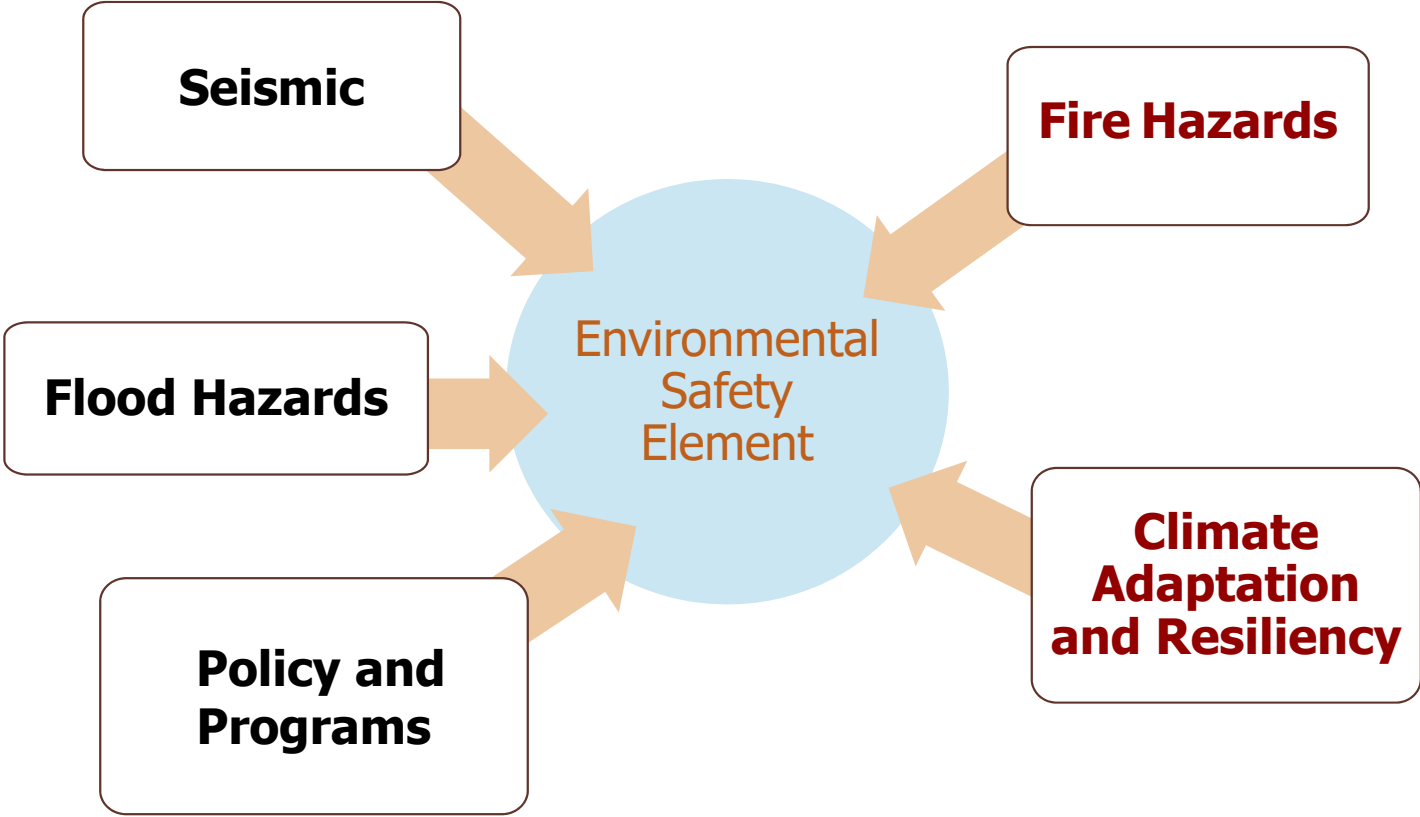 Seismic
Fire Hazards
Environmental
Safety
Element
Flood Hazards
Climate
Adaptation
and Resiliency
Policy and
Programs